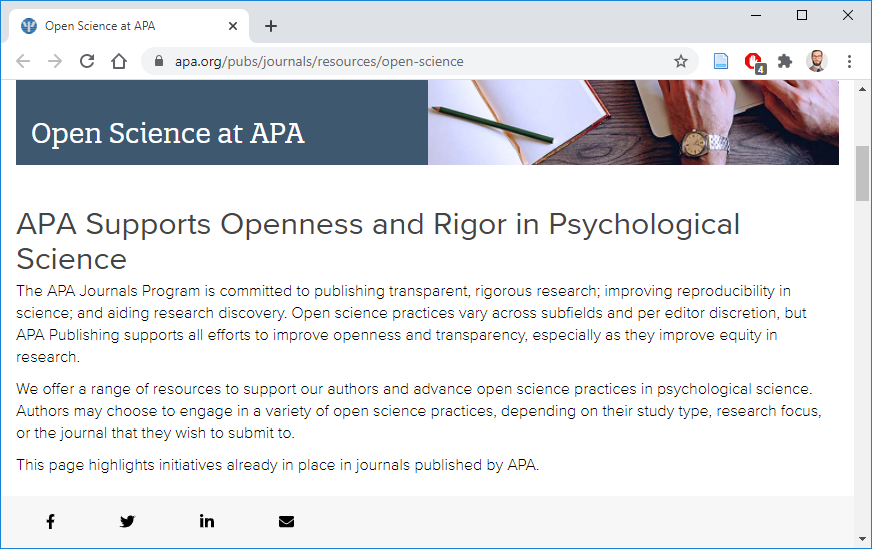 Open Science at APA
apa.org/pubs/journals/resources/open-science
4
Open Science at APA
APA Supports Openness and Rigor in Psychological
Science
The APA Journals Program is committed to publishing transparent, rigorous research; improving reproducibility in
science; and aiding research discovery. Open science practices vary across subfields and per editor discretion, but
APA Publishing supports all efforts to improve openness and transparency, especially as they improve equity in
research.
We offer a range of resources to support our authors and advance open science practices in psychological science.
Authors may choose to engage in a variety of open science practices, depending on their study type, research focus,
or the journal that they wish to submit to.
This page highlights initiatives already in place in journals published by APA.